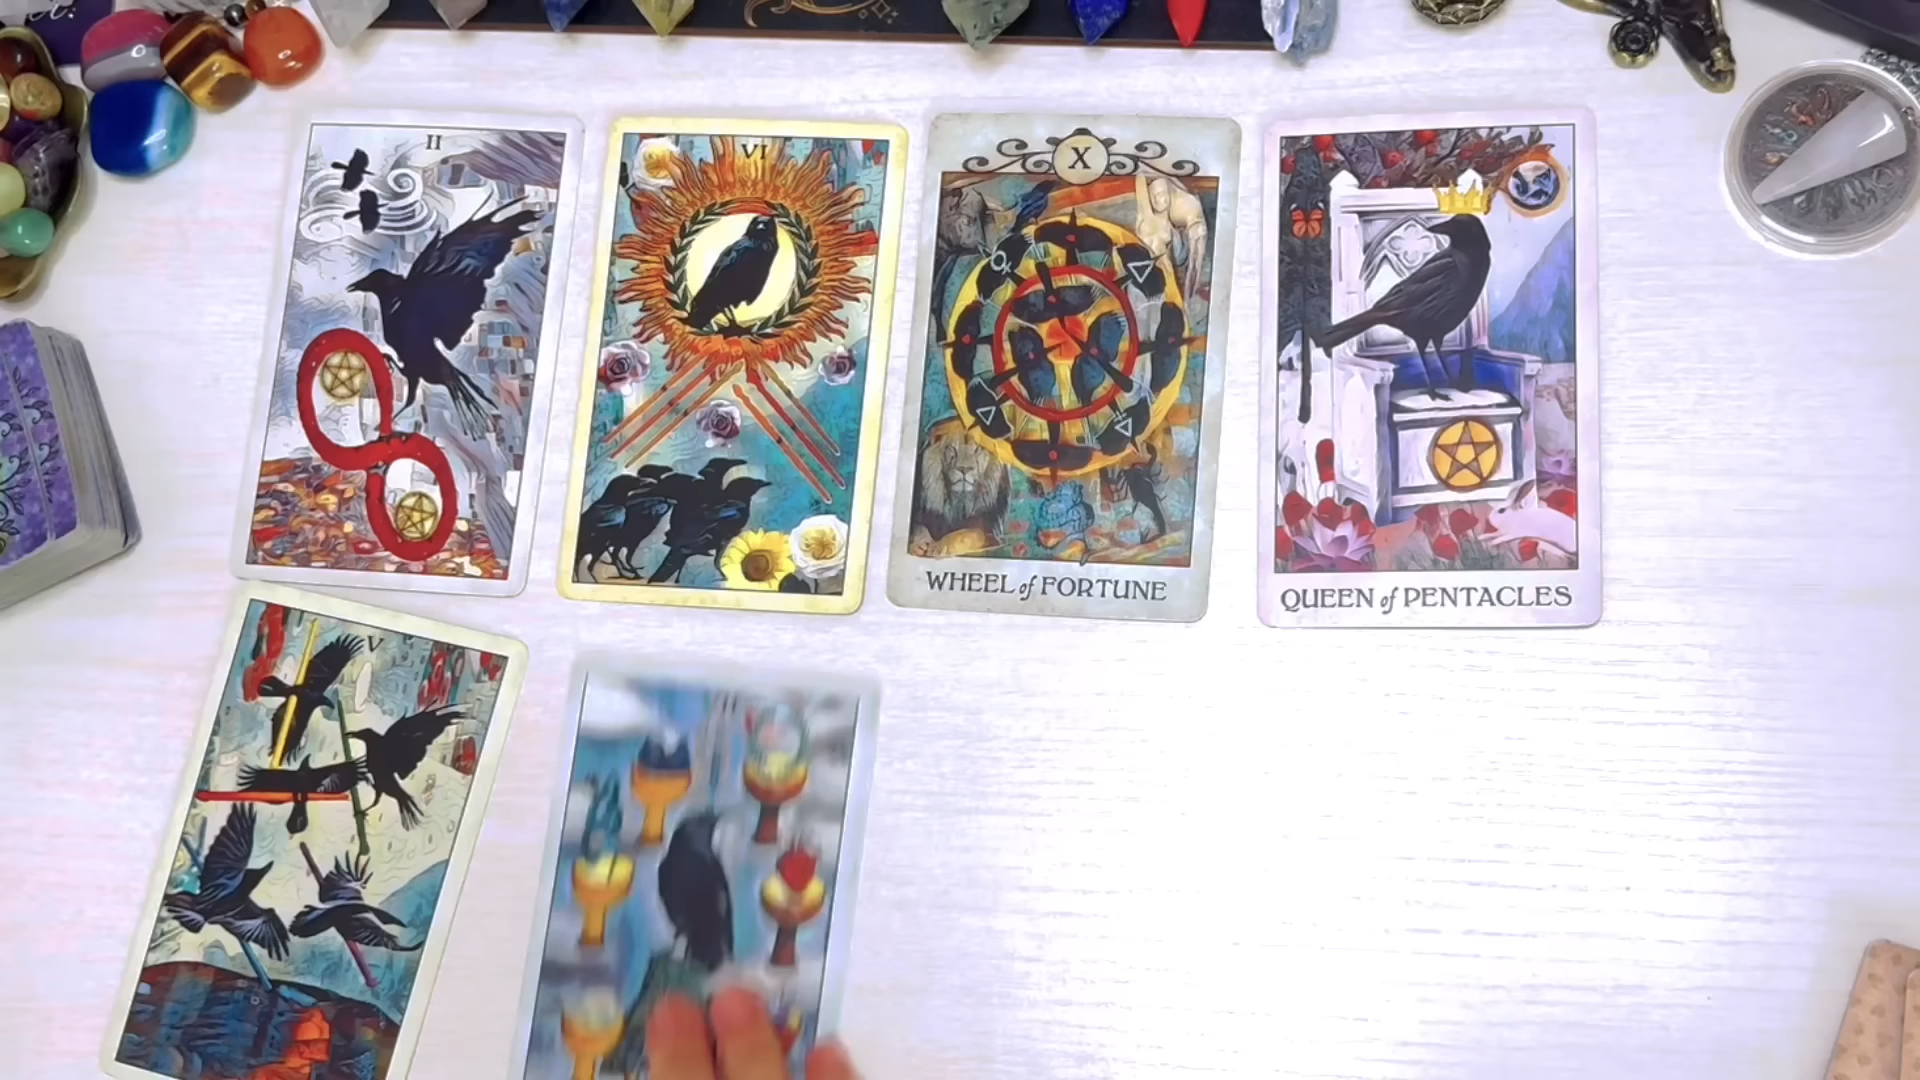 II
VI
X
WHEEL of FORTUNE
QUEEN of PENTACLES
V